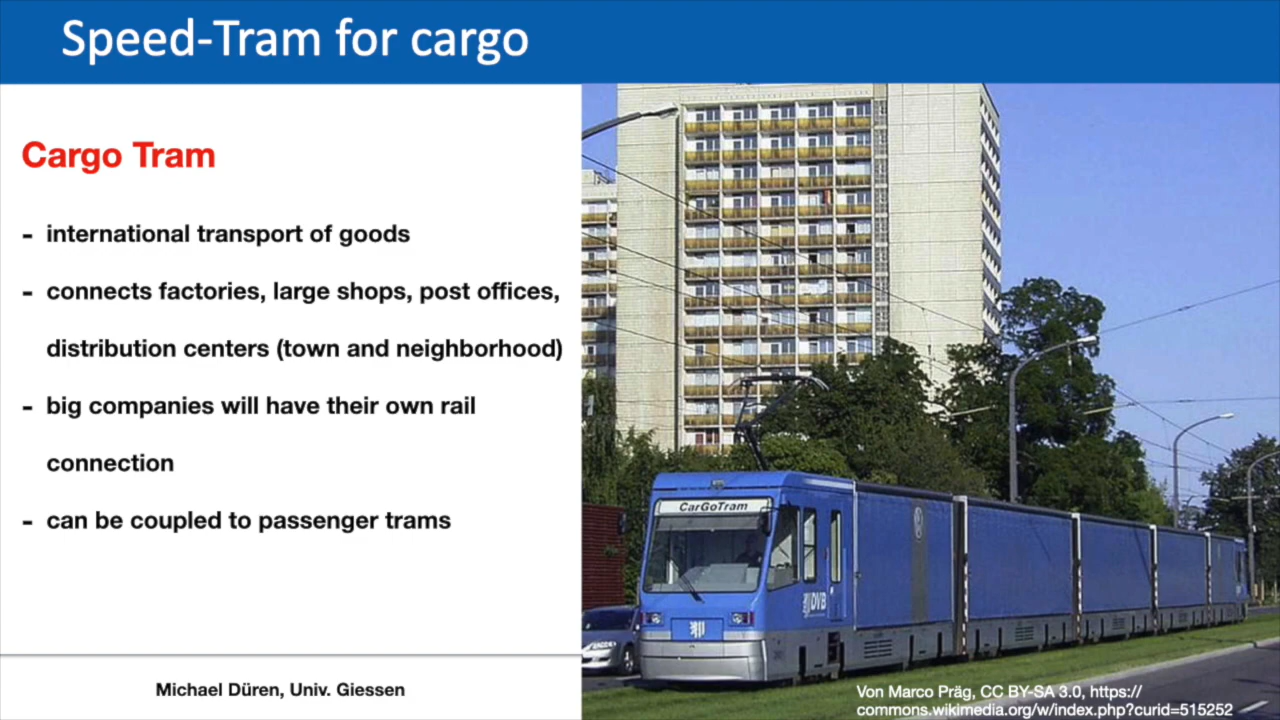 Speed-Tram for cargo
Cargo Tram
- international transport of goods
- connects factories, large shops, post offices,
distribution centers (town and neighborhood)
- big companies will have their own rail
connection
- can be coupled to passenger trams
CarGoTram
DVB
Michael Düren, Univ. Giessen
Von Marco Präg, CC BY-SA 3.0, https://
commons.wikimedia.org/w/index.php?curid=515252